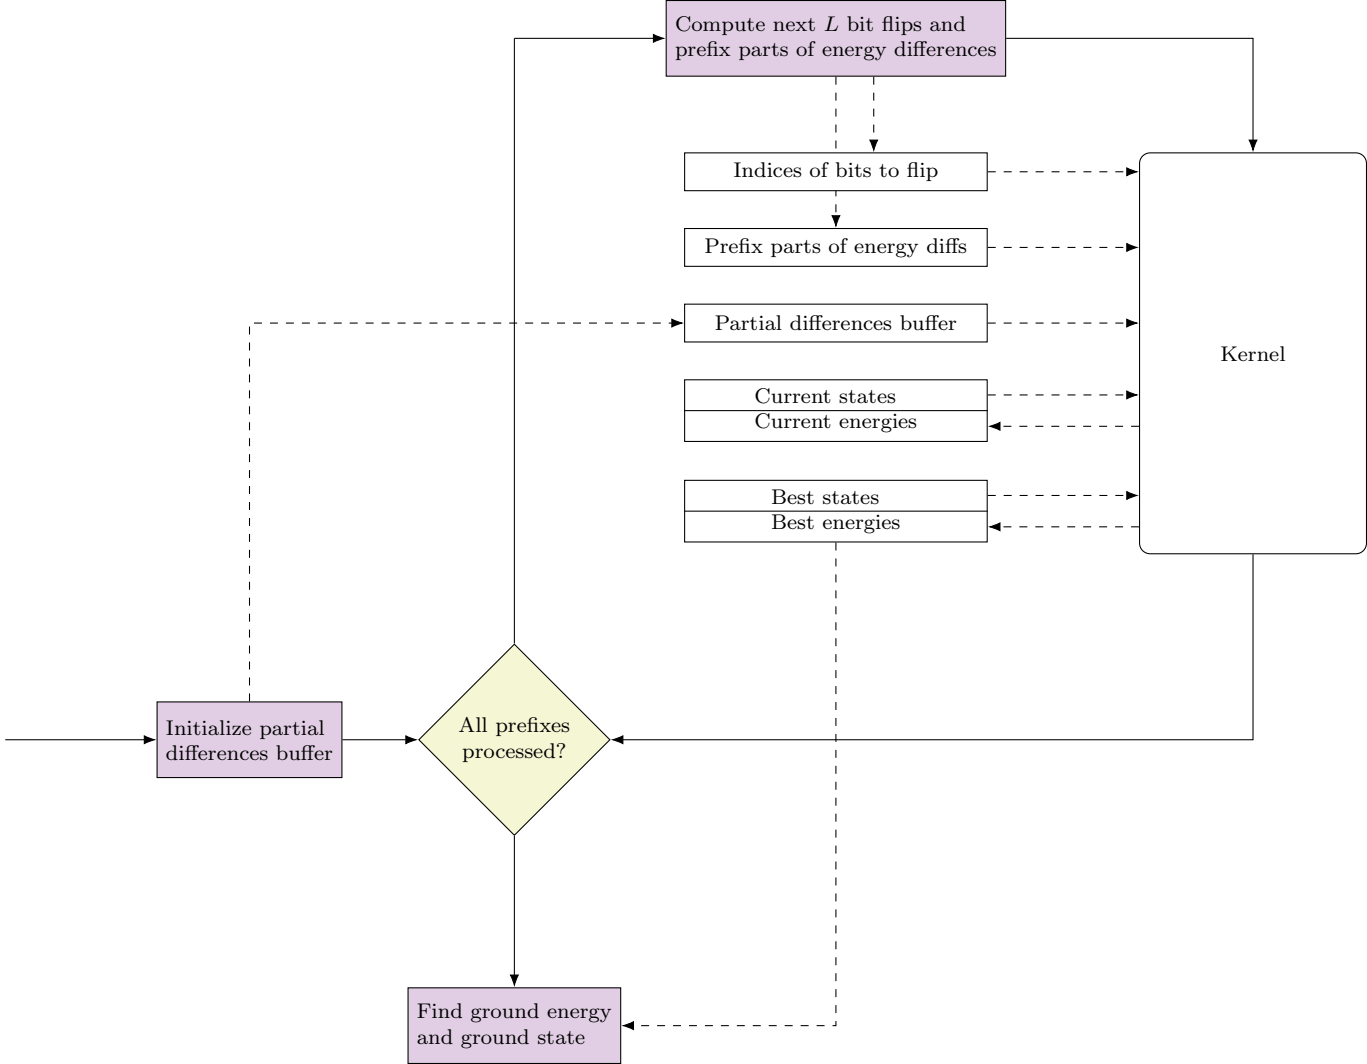 Compute next L bit flips and
prefix parts of energy differences
Indices of bits to flip
Prefix parts of energy diffs
Partial differences buffer
Kernel
Current states
Current energies
Best states
Best energies
All prefixes
processed?
Initialize partial
differences buffer
Find ground energy
and ground state